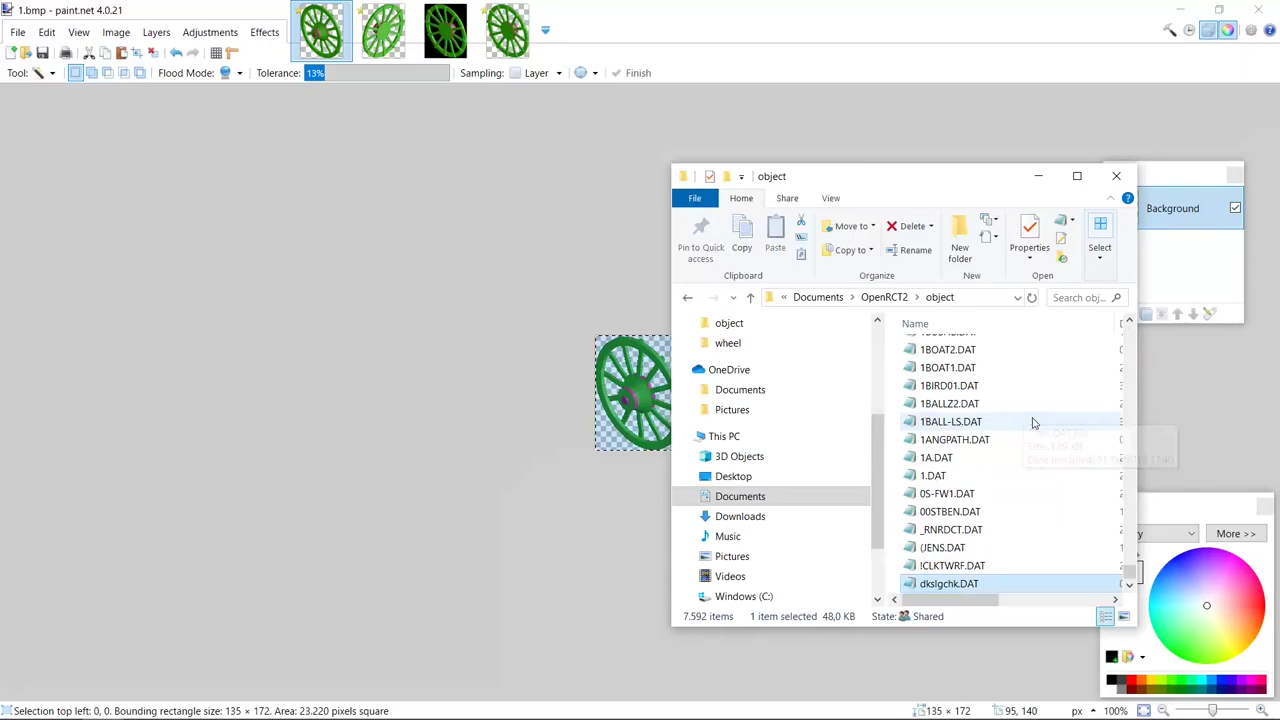 1.bmp - paint.net 4.0.21
File Edit View Image Layers Adjustments Effects
Tool: Flood Mode: Tolerance: 13% Sampling: Layer Finish
object
File Home Share View
Pin to Quick access
Copy
Paste
Clipboard
Move to
Copy to
Delete
Rename
Organize
New folder
New
Properties
Open
Select
« Documents > OpenRCT2 > object
Search obj...
object
wheel
OneDrive
Documents
Pictures
This PC
3D Objects
Desktop
Documents
Downloads
Music
Pictures
Videos
Windows (C:)
Name
1BOAT2.DAT
1BOAT1.DAT
1BIRD01.DAT
1BALLZ2.DAT
1BALL-LS.DAT
1ANGPATH.DAT
1A.DAT
1.DAT
0S-FW1.DAT
00STBEN.DAT
_RNRDCT.DAT
(JENS.DAT
!CLKTWRF.DAT
dkslgchk.DAT
7.592 items 1 item selected 48,0 KB State: Shared
Background
More >>
Selection top left: 0, 0. Bounding rectangle size: 135 × 172. Area: 23.220 pixels square
135 × 172 95, 140 px 100%